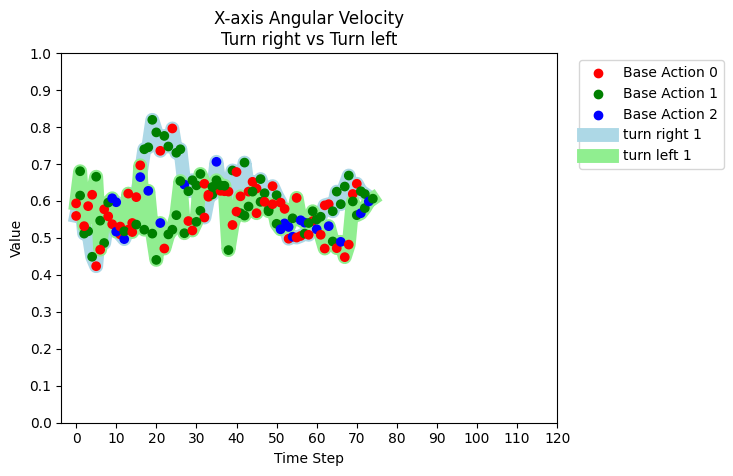 X-axis Angular Velocity
Turn right vs Turn left
1.0
0.9
0.8
0.7
0.6
0.5
0.4
0.3
0.2
0.1
0.0
Value
0 10 20 30 40 50 60 70 80 90 100 110 120
Time Step
Base Action 0
Base Action 1
Base Action 2
turn right 1
turn left 1